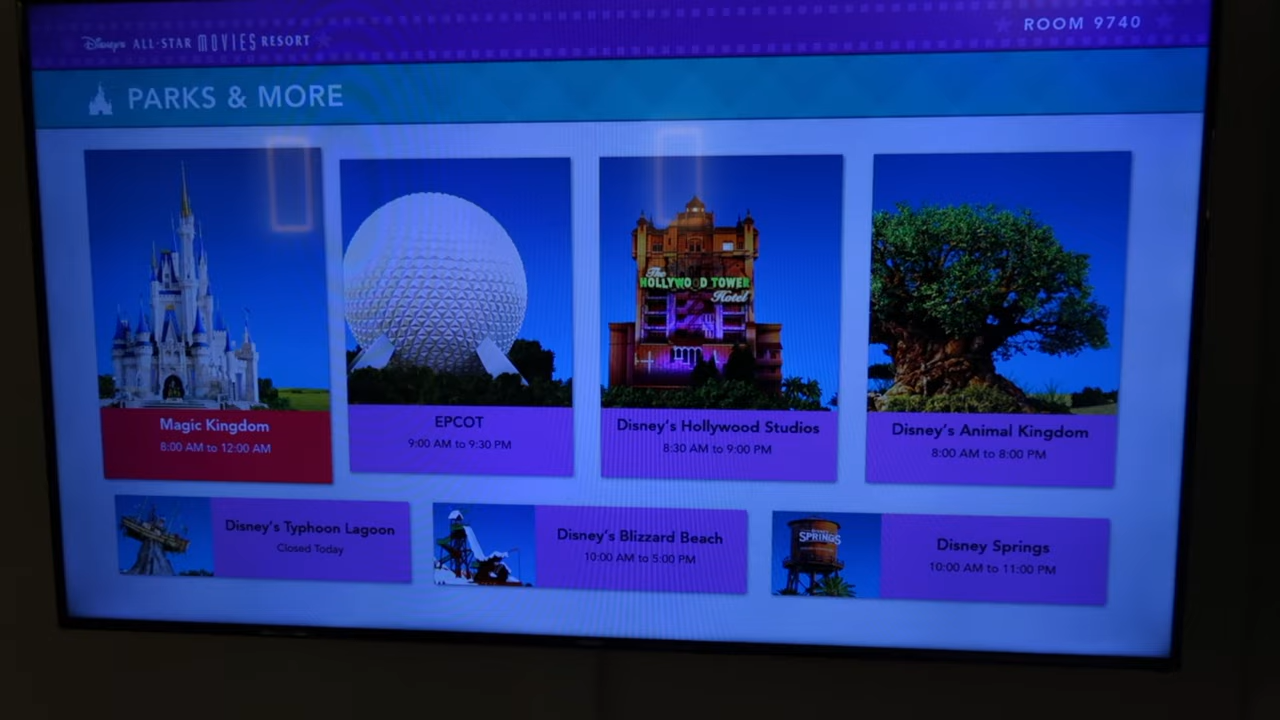 Disney's ALL-STAR MOVIES RESORT
ROOM 9740
PARKS & MORE
The
HOLLYWOOD TOWER
Hotel
Magic Kingdom
8:00 AM to 12:00 AM
EPCOT
9:00 AM to 9:30 PM
Disney's Hollywood Studios
8:30 AM to 9:00 PM
Disney's Animal Kingdom
8:00 AM to 8:00 PM
Disney's Typhoon Lagoon
Closed Today
Disney's Blizzard Beach
10:00 AM to 5:00 PM
SPRINGS
Disney Springs
10:00 AM to 11:00 PM